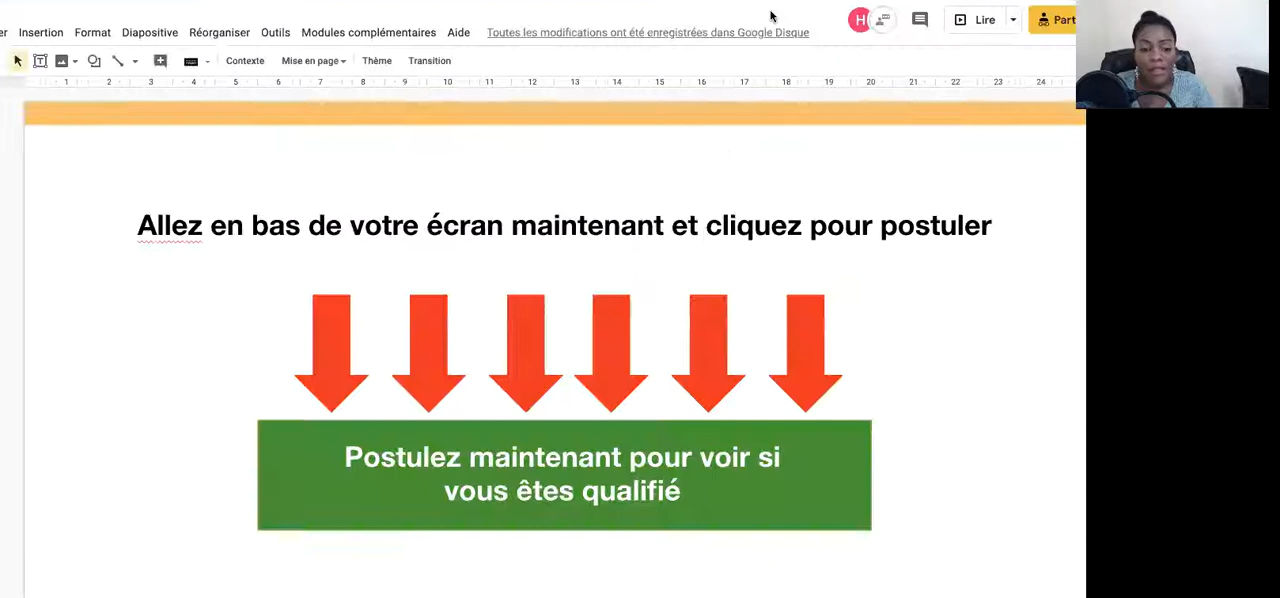 er Insertion Format Diapositive Réorganiser Outils Modules complémentaires Aide Toutes les modifications ont été enregistrées dans Google Disque H Lire Part
Contexte Mise en page Thème Transition
1 2 3 4 5 6 7 8 9 10 11 12 13 14 15 16 17 18 19 20 21 22 23 24
Allez en bas de votre écran maintenant et cliquez pour postuler
Postulez maintenant pour voir si
vous êtes qualifié